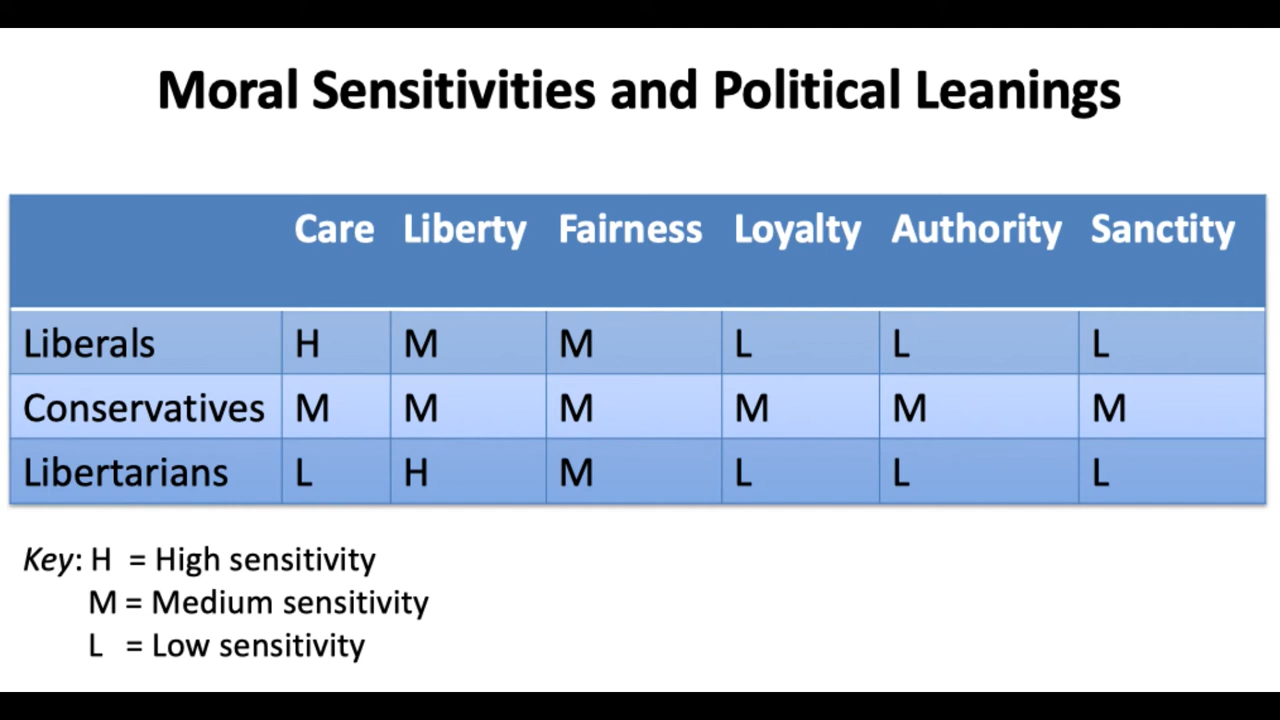 Moral Sensitivities and Political Leanings
Care Liberty Fairness Loyalty Authority Sanctity
Liberals H M M L L L
Conservatives M M M M M M
Libertarians L H M L L L
Key: H = High sensitivity
M = Medium sensitivity
L = Low sensitivity